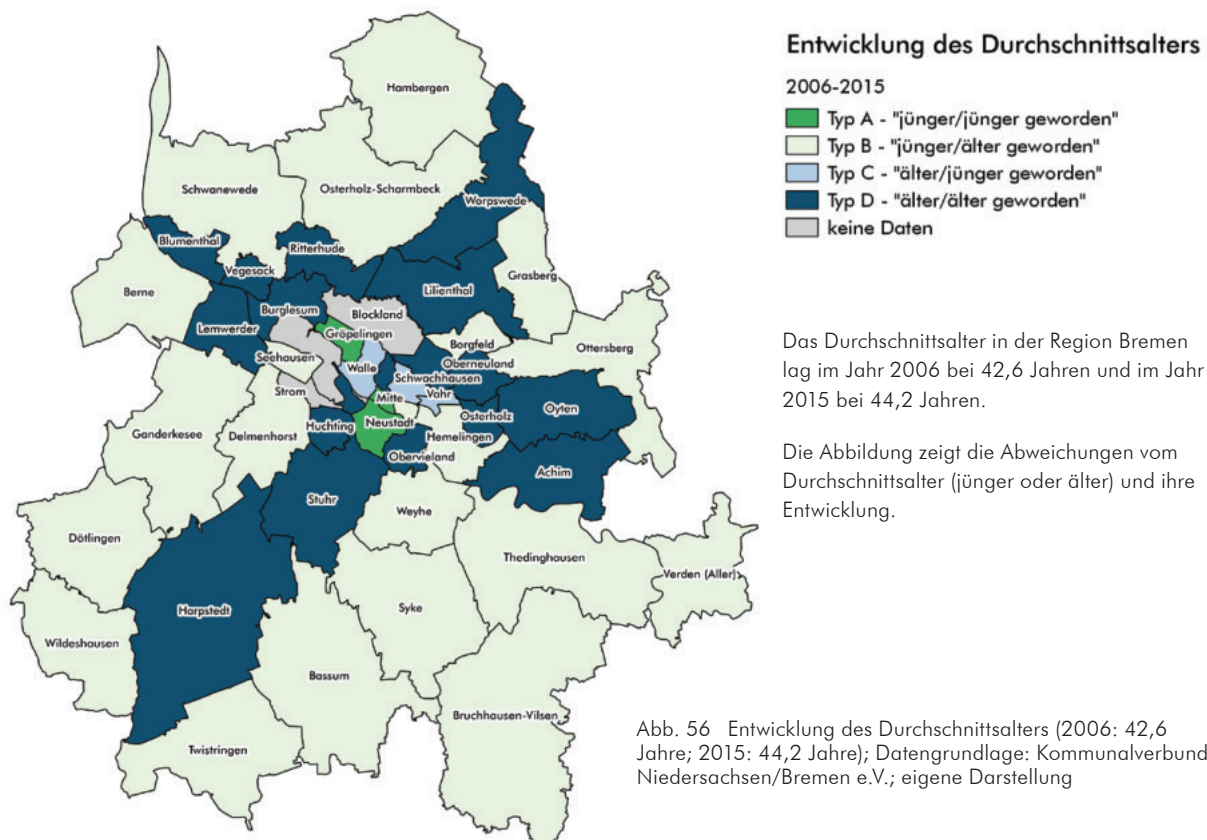 Entwicklung des Durchschnittsalters
2006-2015
Typ A - "jünger/jünger geworden"
Typ B - "jünger/älter geworden"
Typ C - "älter/jünger geworden"
Typ D - "älter/älter geworden"
keine Daten
Hambergen
Schwanewede
Osterholz-Scharmbeck
Worpswede
Blumenthal
Ritterhude
Vegesack
Grasberg
Berne
Lilienthal
Burglesum
Blockland
Lemwerder
Gröpelingen
Borgfeld
Ottersberg
Seehausen
Oberneuland
Walle
Schwachhausen
Strom
Vahr
Mitte
Oyten
Osterholz
Huchting
Neustadt
Ganderkesee
Delmenhorst
Hemelingen
Obervieland
Achim
Stuhr
Weyhe
Dötlingen
Thedinghausen
Verden (Aller)
Harpstedt
Syke
Wildeshausen
Bassum
Bruchhausen-Vilsen
Twistringen
Das Durchschnittsalter in der Region Bremen
lag im Jahr 2006 bei 42,6 Jahren und im Jahr
2015 bei 44,2 Jahren.
Die Abbildung zeigt die Abweichungen vom
Durchschnittsalter (jünger oder älter) und ihre
Entwicklung.
Abb. 56 Entwicklung des Durchschnittsalters (2006: 42,6
Jahre; 2015: 44,2 Jahre); Datengrundlage: Kommunalverbund
Niedersachsen/Bremen e.V.; eigene Darstellung